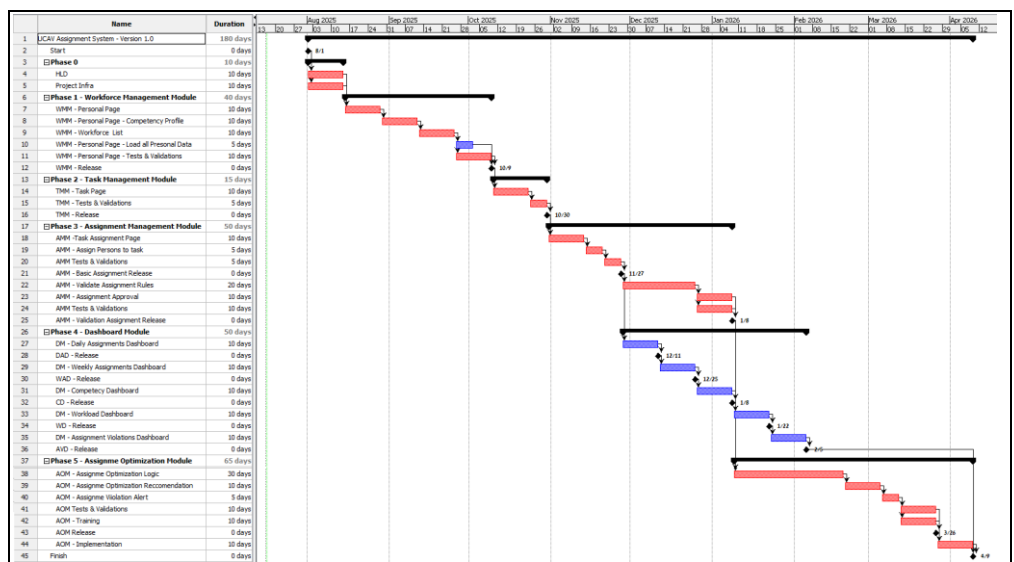 Name Duration Aug 2025 Sep 2025 Oct 2025 Nov 2025 Dec 2025 Jan 2026 Feb 2026 Mar 2026 Apr 2026
13 20 27 03 10 17 24 31 07 14 21 28 05 12 19 26 02 09 16 23 30 07 14 21 28 04 11 18 25 01 08 15 22 01 08 15 22 29 05 12
1 UCAV Assignment System - Version 1.0 180 days
2 Start 0 days 8/1
3 Phase 0 10 days
4 HLD 10 days
5 Project Infra 10 days
6 Phase 1 - Workforce Management Module 40 days
7 WMM - Personal Page 10 days
8 WMM - Personal Page - Competency Profile 10 days
9 WMM - Workforce List 10 days
10 WMM - Personal Page - Load all Presonal Data 5 days
11 WMM - Personal Page - Tests & Validations 10 days
12 WMM - Release 0 days 10/9
13 Phase 2 - Task Management Module 15 days
14 TMM - Task Page 10 days
15 TMM - Tests & Validations 5 days
16 TMM - Release 0 days 10/30
17 Phase 3 - Assignment Management Module 50 days
18 AMM -Task Assignment Page 10 days
19 AMM - Assign Persons to task 5 days
20 AMM Tests & Validations 5 days
21 AMM - Basic Assignment Release 0 days 11/27
22 AMM - Validate Assignment Rules 20 days
23 AMM - Assignment Approval 10 days
24 AMM Tests & Validations 10 days
25 AMM - Validation Assignment Release 0 days 1/8
26 Phase 4 - Dashboard Module 50 days
27 DM - Daily Assignments Dashboard 10 days
28 DAD - Release 0 days 12/11
29 DM - Weekly Assignments Dashboard 10 days
30 WAD - Release 0 days 12/25
31 DM - Competecy Dashboard 10 days
32 CD - Release 0 days 1/8
33 DM - Workload Dashboard 10 days
34 WD - Release 0 days 1/22
35 DM - Assignment Violations Dashboard 10 days
36 AVD - Release 0 days 2/5
37 Phase 5 - Assignme Optimization Module 65 days
38 AOM - Assignme Optimization Logic 30 days
39 AOM - Assignme Optimization Reccomendation 10 days
40 AOM - Assignme Violation Alert 5 days
41 AOM Tests & Validations 10 days
42 AOM - Training 10 days
43 AOM Release 0 days 3/26
44 AOM - Implementation 10 days
45 Finish 0 days 4/9